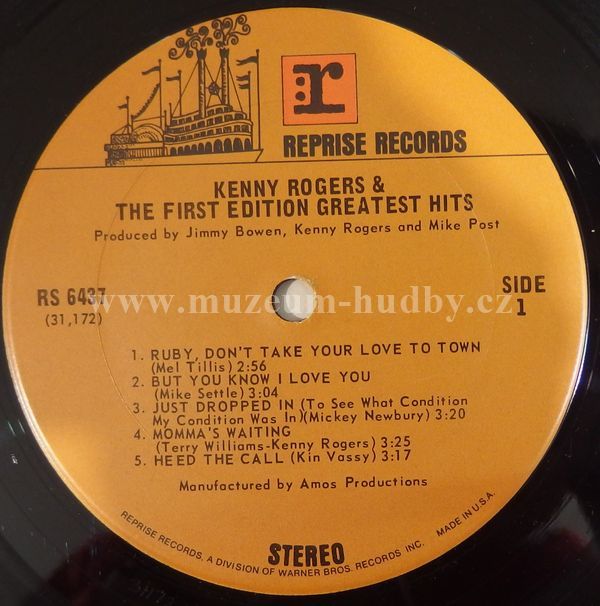 r
REPRISE RECORDS
KENNY ROGERS &
THE FIRST EDITION GREATEST HITS
Produced by Jimmy Bowen, Kenny Rogers and Mike Post
RS 6437
(31,172)
SIDE
1
www.muzeum-hudby.cz
1. RUBY, DON'T TAKE YOUR LOVE TO TOWN
(Mel Tillis) 2:56
2. BUT YOU KNOW I LOVE YOU
(Mike Settle) 3:04
3. JUST DROPPED IN (To See What Condition
My Condition Was In)(Mickey Newbury) 3:20
4. MOMMA'S WAITING
(Terry Williams-Kenny Rogers) 3:25
5. HEED THE CALL (Kin Vassy) 3:17
Manufactured by Amos Productions
STEREO
REPRISE RECORDS, A DIVISION OF WARNER BROS. RECORDS INC. MADE IN U.S.A.